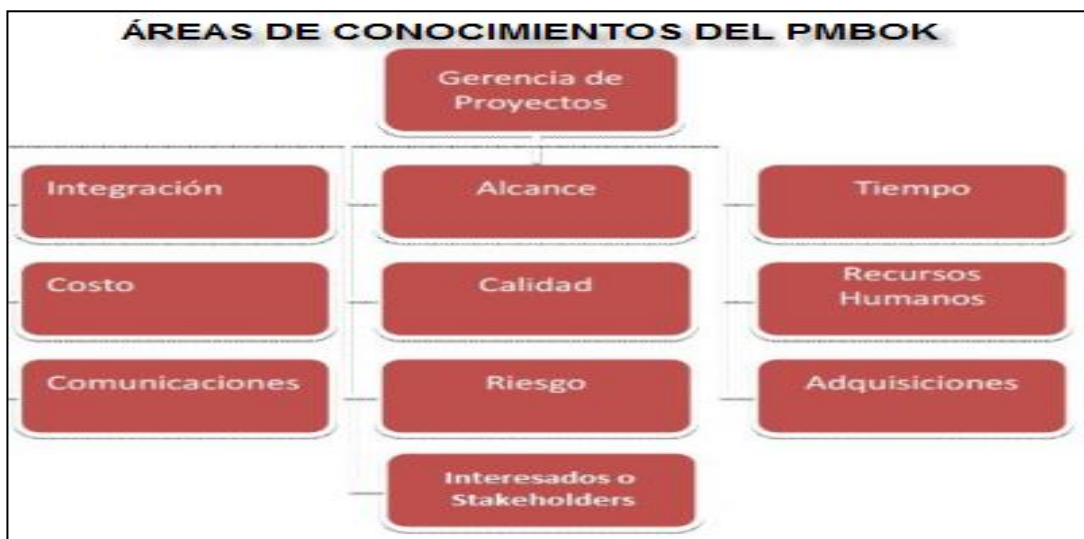 ÁREAS DE CONOCIMIENTOS DEL PMBOK
Gerencia de
Proyectos
Integración
Alcance
Tiempo
Costo
Calidad
Recursos
Humanos
Comunicaciones
Riesgo
Adquisiciones
Interesados o
Stakeholders